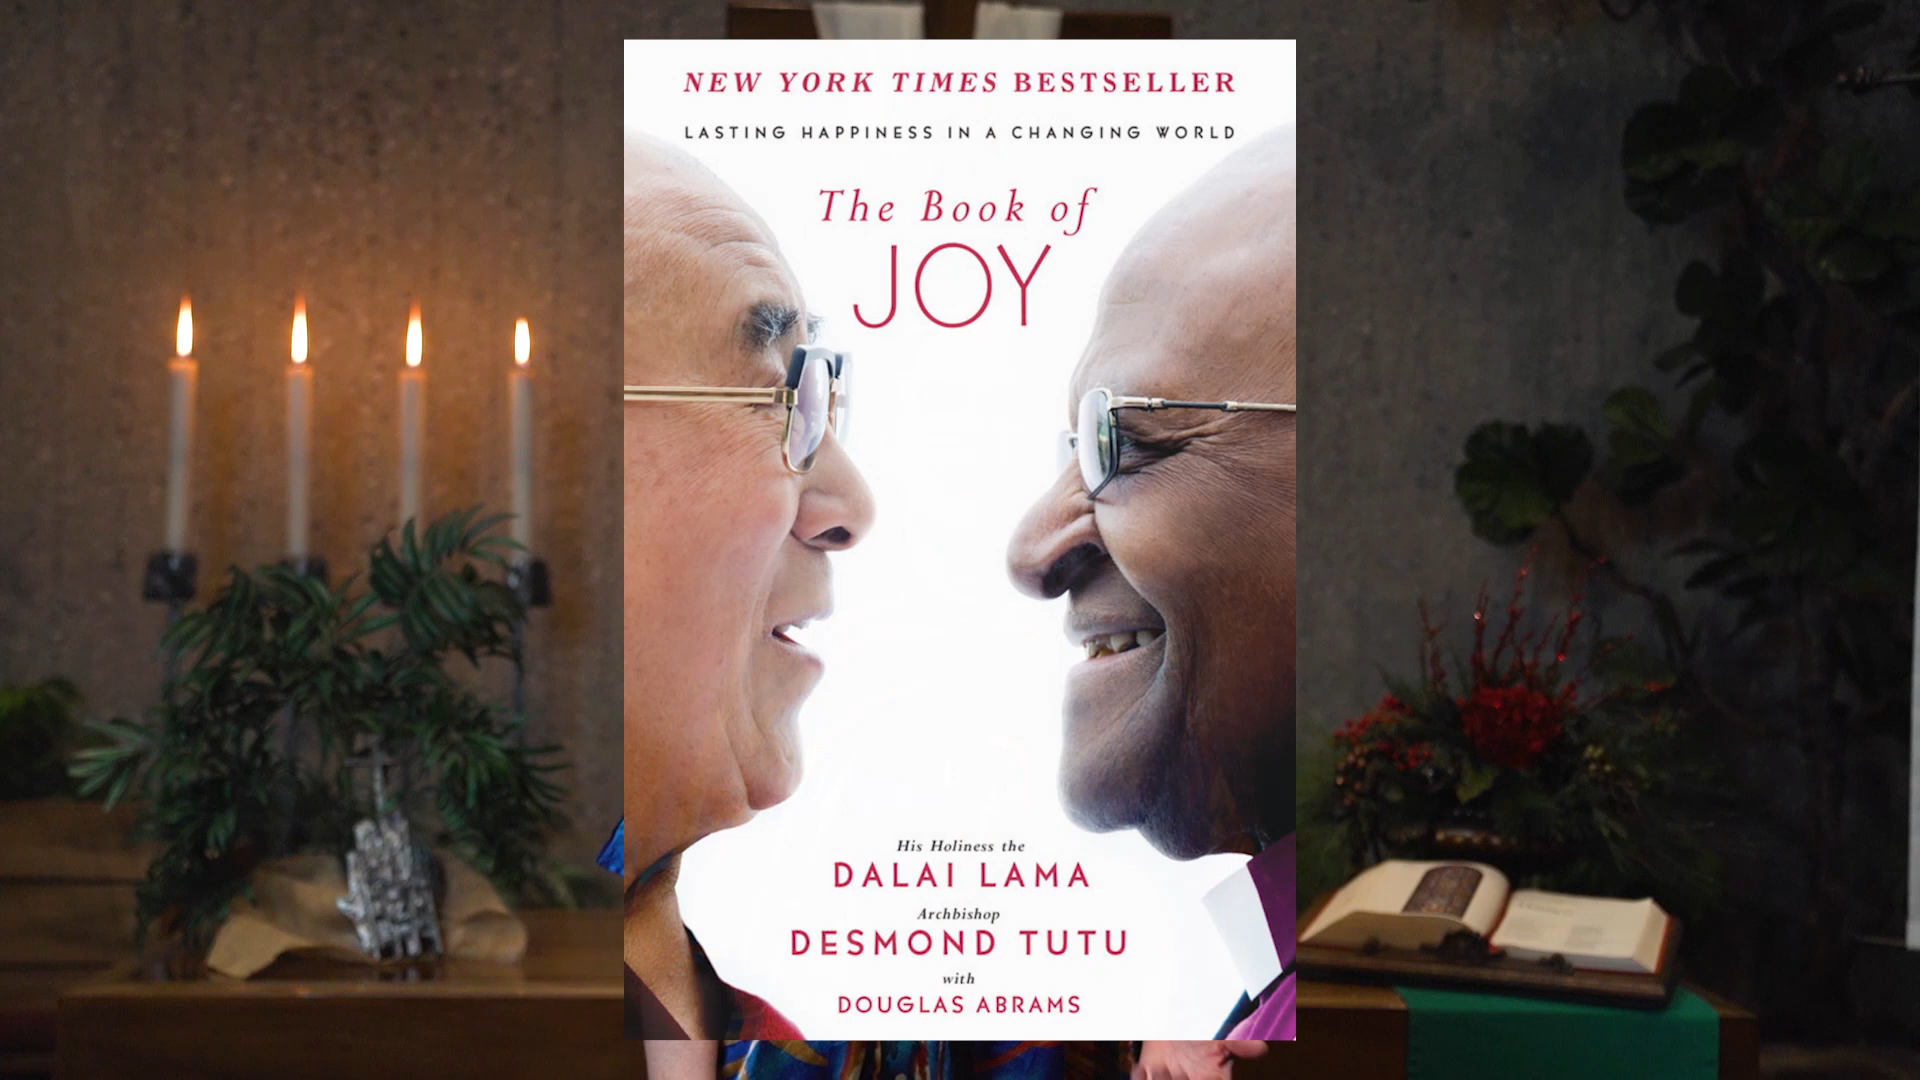 NEW YORK TIMES BESTSELLER
LASTING HAPPINESS IN A CHANGING WORLD
The Book of
JOY
His Holiness the
DALAI LAMA
Archbishop
DESMOND TUTU
with
DOUGLAS ABRAMS